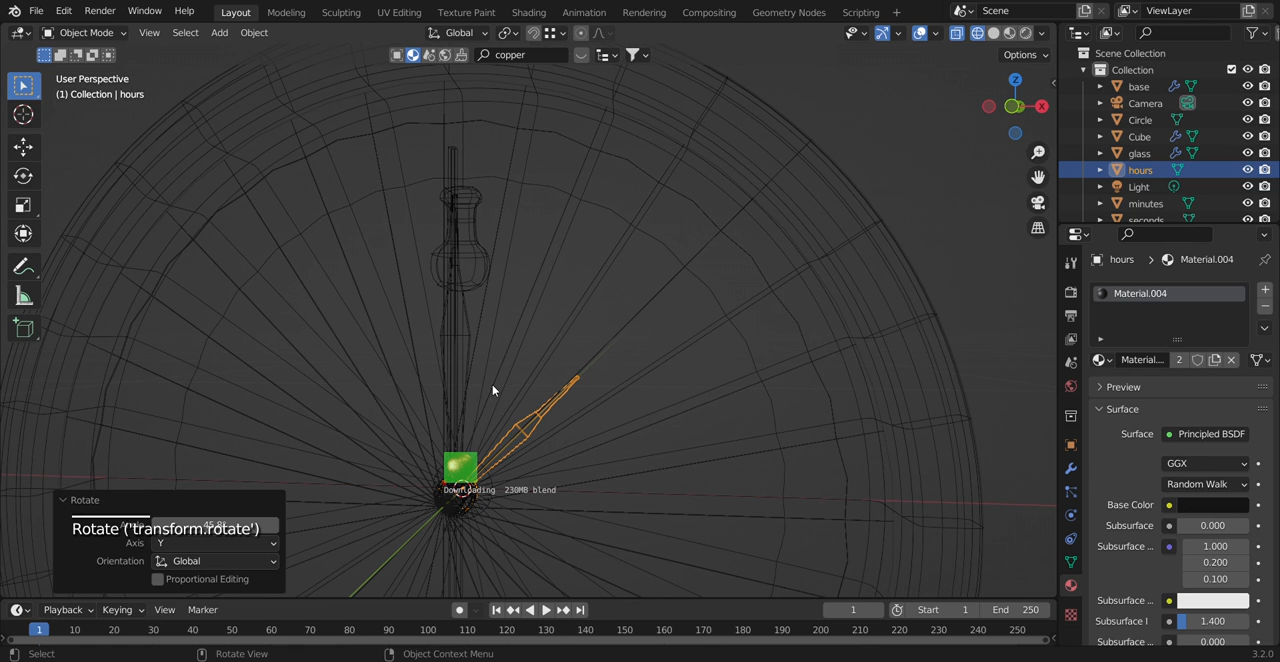 File Edit Render Window Help Layout Modeling Sculpting UV Editing Texture Paint Shading Animation Rendering Compositing Geometry Nodes Scripting + Scene ViewLayer
Object Mode View Select Add Object Global
copper Options
User Perspective
(1) Collection | hours
Z
X
Downloading 230MB blend
Rotate
Rotate ('transform.rotate')
Axis Y
Orientation Global
Proportional Editing
Scene Collection
Collection
base
Camera
Circle
Cube
glass
hours
Light
minutes
seconds
hours > Material.004
Material.004
Material.... 2
Preview
Surface
Surface Principled BSDF
GGX
Random Walk
Base Color
Subsurface 0.000
Subsurface ... 1.000
0.200
0.100
Subsurface ...
Subsurface I 1.400
Subsurface ... 0.000
Playback Keying View Marker 1 Start 1 End 250
1 10 20 30 40 50 60 70 80 90 100 110 120 130 140 150 160 170 180 190 200 210 220 230 240 250
Select Rotate View Object Context Menu 3.2.0